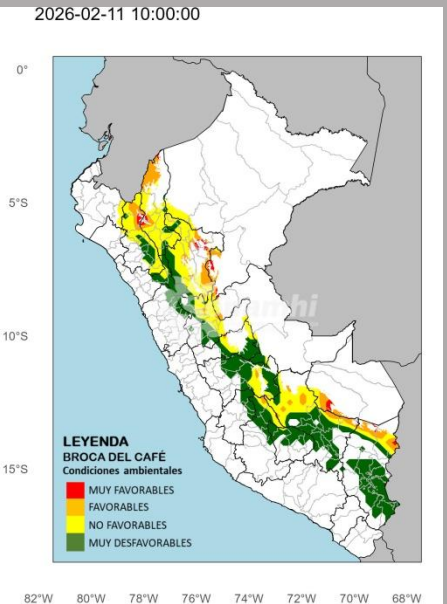 2026-02-11 10:00:00
0°
5°S
10°S
15°S
senamhi
LEYENDA
BROCA DEL CAFÉ
Condiciones ambientales
MUY FAVORABLES
FAVORABLES
NO FAVORABLES
MUY DESFAVORABLES
82°W 80°W 78°W 76°W 74°W 72°W 70°W 68°W